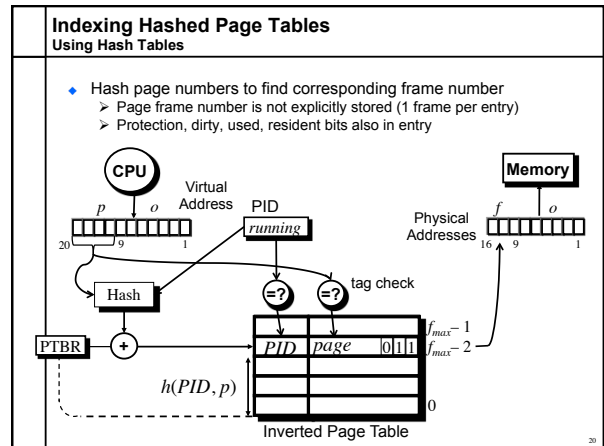 Indexing Hashed Page Tables
Using Hash Tables
Hash page numbers to find corresponding frame number
Page frame number is not explicitly stored (1 frame per entry)
Protection, dirty, used, resident bits also in entry
CPU
Memory
p o
Virtual
Address
PID
running
f o
Physical
Addresses
20 9 1
16 9 1
Hash
=?
=?
tag check
PTBR
+
PID page 0 1 1
fmax– 1
fmax– 2
h(PID, p)
0
Inverted Page Table
20